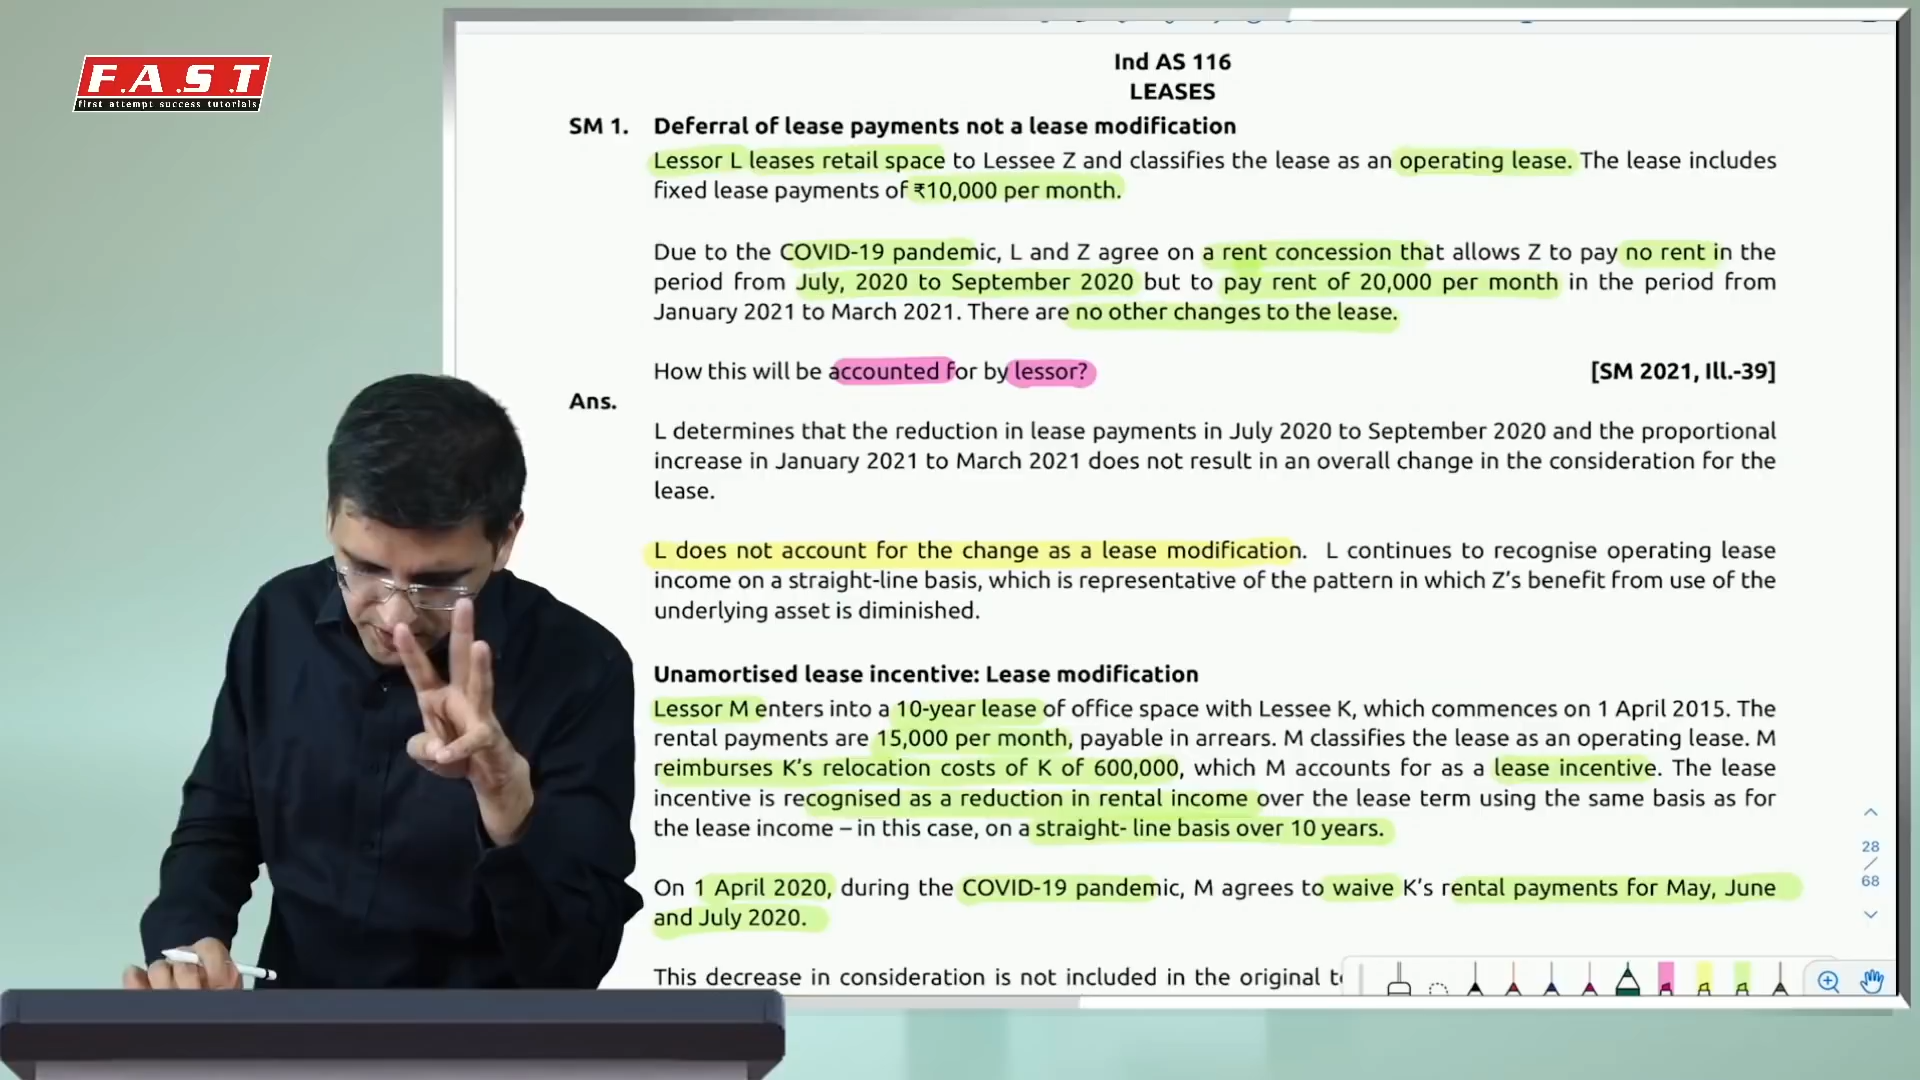 F.A.S.T
first attempt success tutorials
Ind AS 116
LEASES
SM 1. Deferral of lease payments not a lease modification
Lessor L leases retail space to Lessee Z and classifies the lease as an operating lease. The lease includes
fixed lease payments of ₹10,000 per month.
Due to the COVID-19 pandemic, L and Z agree on a rent concession that allows Z to pay no rent in the
period from July, 2020 to September 2020 but to pay rent of 20,000 per month in the period from
January 2021 to March 2021. There are no other changes to the lease.
How this will be accounted for by lessor? [SM 2021, Ill.-39]
Ans.
L determines that the reduction in lease payments in July 2020 to September 2020 and the proportional
increase in January 2021 to March 2021 does not result in an overall change in the consideration for the
lease.
L does not account for the change as a lease modification. L continues to recognise operating lease
income on a straight-line basis, which is representative of the pattern in which Z's benefit from use of the
underlying asset is diminished.
Unamortised lease incentive: Lease modification
Lessor M enters into a 10-year lease of office space with Lessee K, which commences on 1 April 2015. The
rental payments are 15,000 per month, payable in arrears. M classifies the lease as an operating lease. M
reimburses K's relocation costs of K of 600,000, which M accounts for as a lease incentive. The lease
incentive is recognised as a reduction in rental income over the lease term using the same basis as for
the lease income – in this case, on a straight- line basis over 10 years.
On 1 April 2020, during the COVID-19 pandemic, M agrees to waive K's rental payments for May, June
and July 2020.
This decrease in consideration is not included in the original
28
68